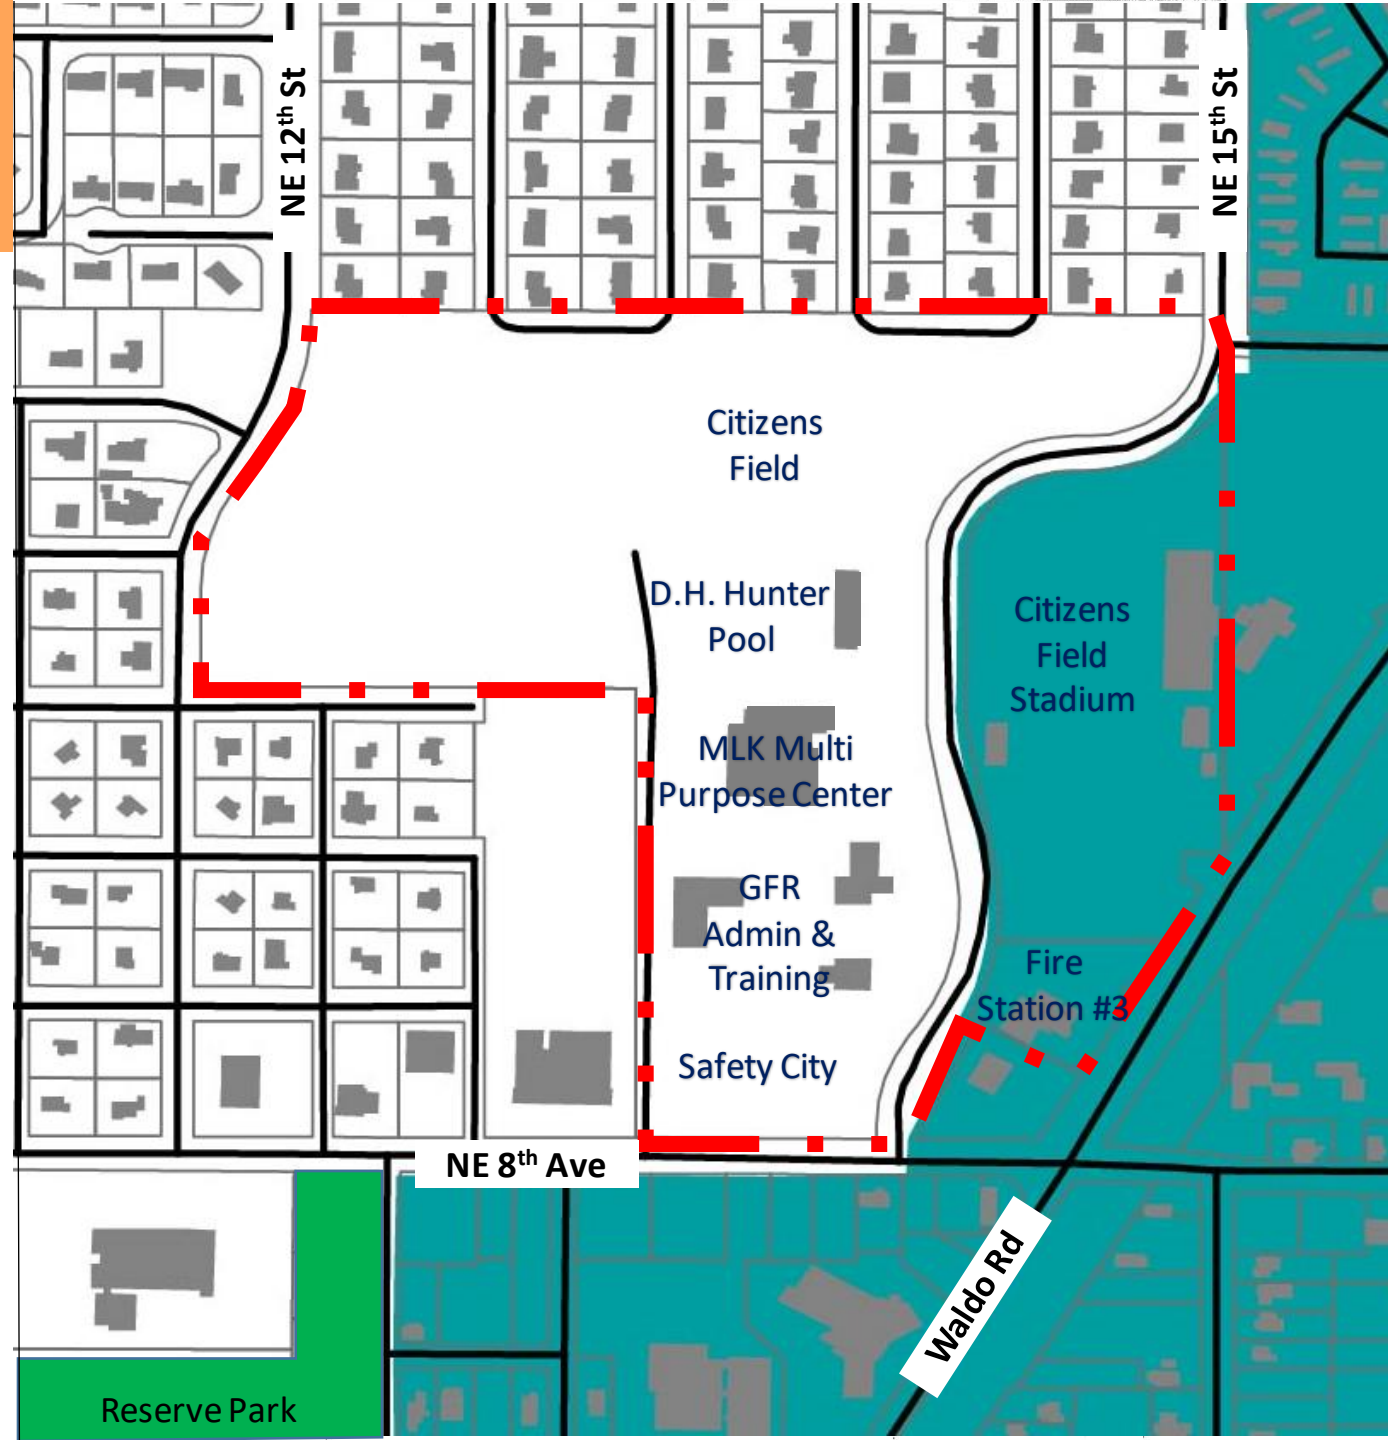 NE 12th St
NE 15th St
Citizens
Field
D.H. Hunter
Pool
Citizens
Field
Stadium
MLK Multi
Purpose Center
GFR
Admin &
Training
Fire
Station #3
Safety City
NE 8th Ave
Waldo Rd
Reserve Park